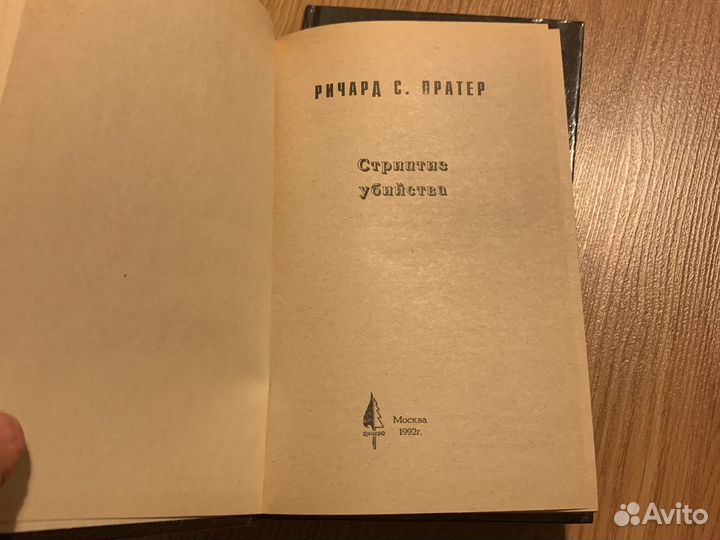 РИЧАРД С. ПРАТЕР
Стриптиз
убийства
Москва
1992г.
Avito